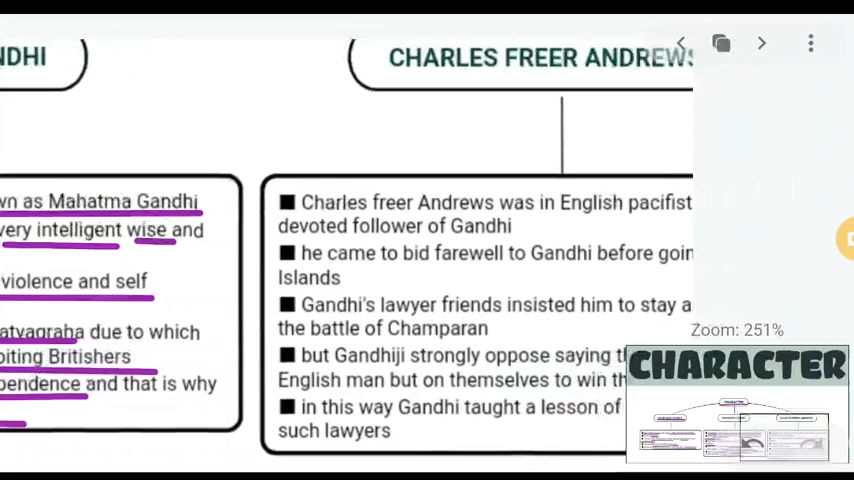 NDHI
CHARLES FREER ANDREWS
wn as Mahatma Gandhi
very intelligent wise and
violence and self
atyagraha due to which
biting Britishers
pendence and that is why
■ Charles freer Andrews was in English pacifist
devoted follower of Gandhi
■ he came to bid farewell to Gandhi before goin
Islands
■ Gandhi's lawyer friends insisted him to stay a
the battle of Champaran
■ but Gandhiji strongly oppose saying th
English man but on themselves to win th
■ in this way Gandhi taught a lesson of
such lawyers
Zoom: 251%
CHARACTER
CHARACTER